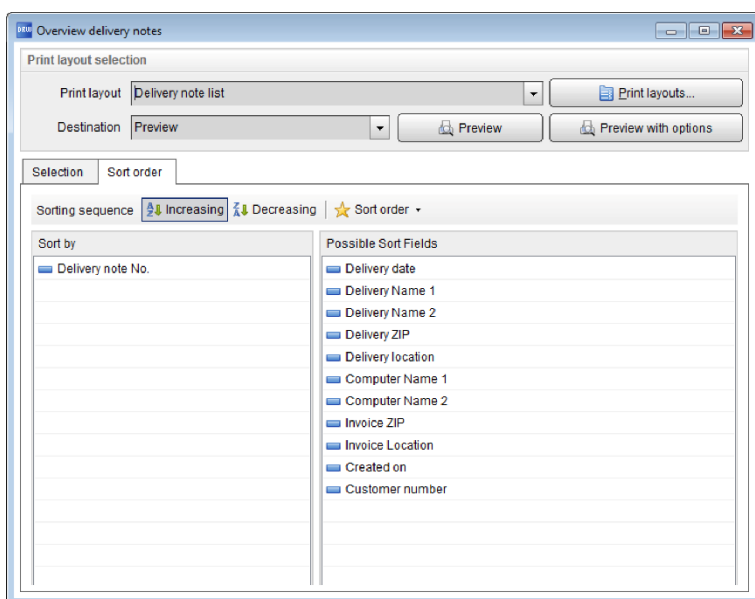 DKW Overview delivery notes
Print layout selection
Print layout Delivery note list Print layouts...
Destination Preview Preview Preview with options
Selection Sort order
Sorting sequence Increasing Decreasing Sort order
Sort by Possible Sort Fields
Delivery note No. Delivery date
Delivery Name 1
Delivery Name 2
Delivery ZIP
Delivery location
Computer Name 1
Computer Name 2
Invoice ZIP
Invoice Location
Created on
Customer number